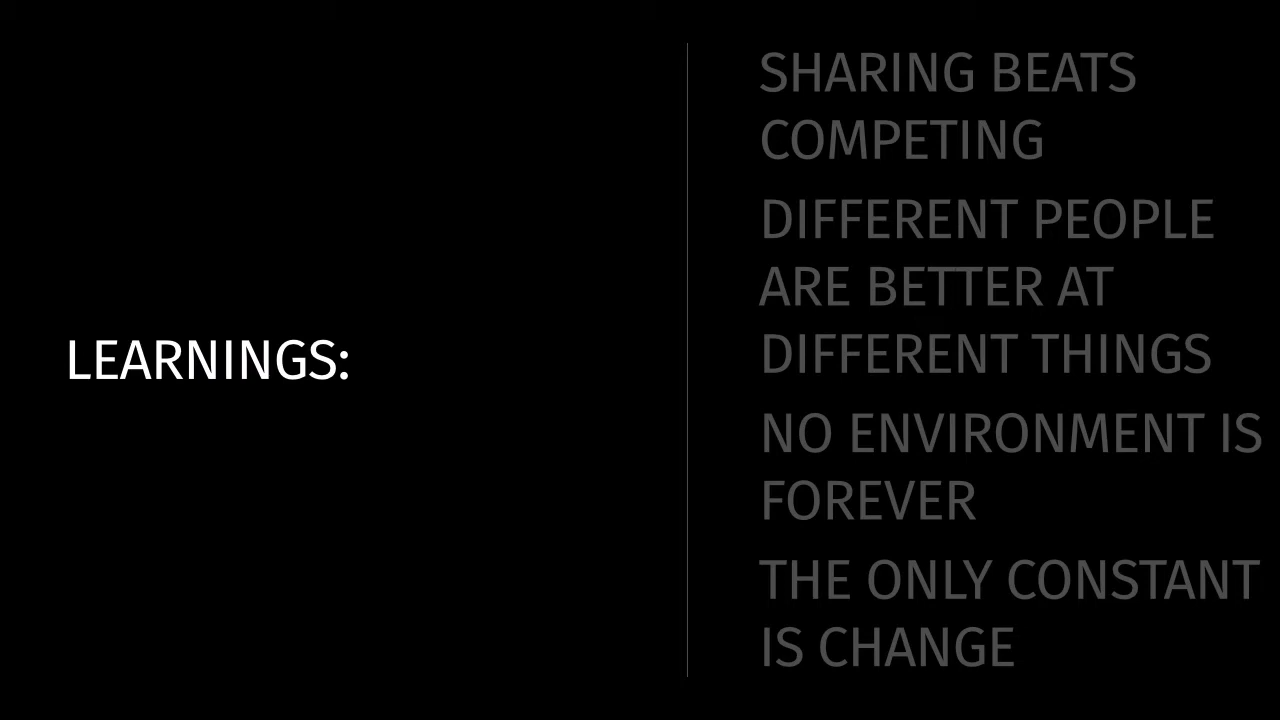 LEARNINGS:
SHARING BEATS
COMPETING
DIFFERENT PEOPLE
ARE BETTER AT
DIFFERENT THINGS
NO ENVIRONMENT IS
FOREVER
THE ONLY CONSTANT
IS CHANGE